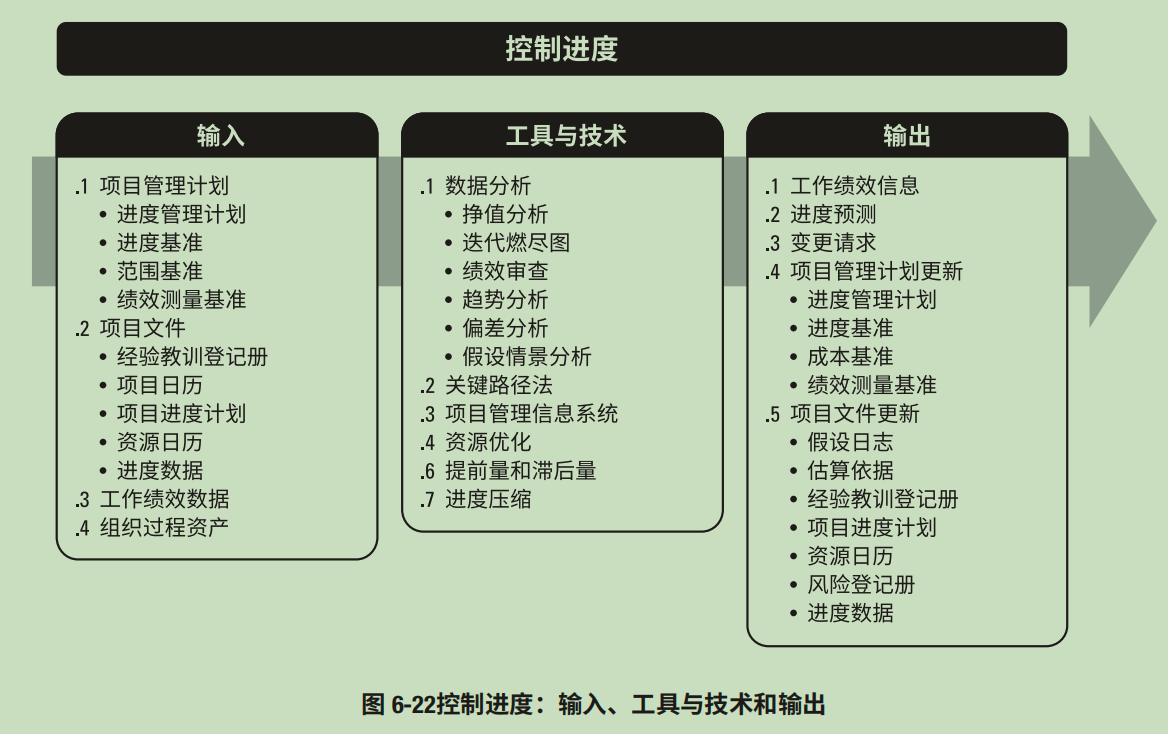 控制进度
输入
.1 项目管理计划
• 进度管理计划
• 进度基准
• 范围基准
• 绩效测量基准
.2 项目文件
• 经验教训登记册
• 项目日历
• 项目进度计划
• 资源日历
• 进度数据
.3 工作绩效数据
.4 组织过程资产
工具与技术
.1 数据分析
• 挣值分析
• 迭代燃尽图
• 绩效审查
• 趋势分析
• 偏差分析
• 假设情景分析
.2 关键路径法
.3 项目管理信息系统
.4 资源优化
.6 提前量和滞后量
.7 进度压缩
输出
.1 工作绩效信息
.2 进度预测
.3 变更请求
.4 项目管理计划更新
• 进度管理计划
• 进度基准
• 成本基准
• 绩效测量基准
.5 项目文件更新
• 假设日志
• 估算依据
• 经验教训登记册
• 项目进度计划
• 资源日历
• 风险登记册
• 进度数据
图 6-22控制进度：输入、工具与技术和输出